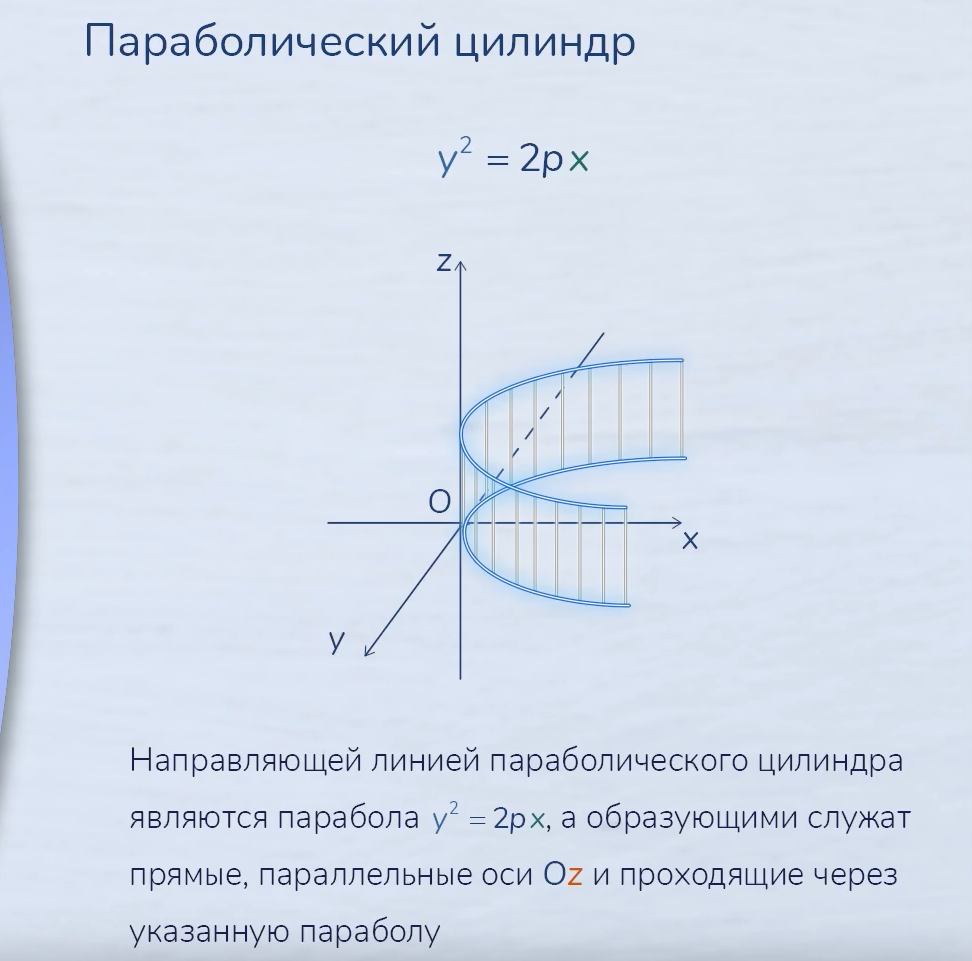 Параболический цилиндр
y² = 2px
z
O
x
y
Направляющей линией параболического цилиндра
являются парабола y² = 2px, а образующими служат
прямые, параллельные оси Oz и проходящие через
указанную параболу